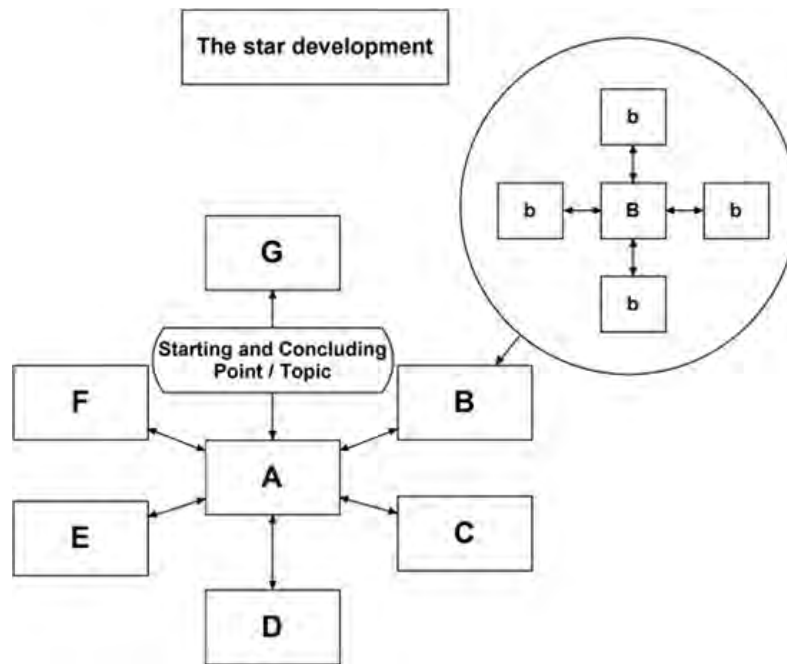 The star development
b
b
B
b
b
G
Starting and Concluding
Point / Topic
F
B
A
E
C
D